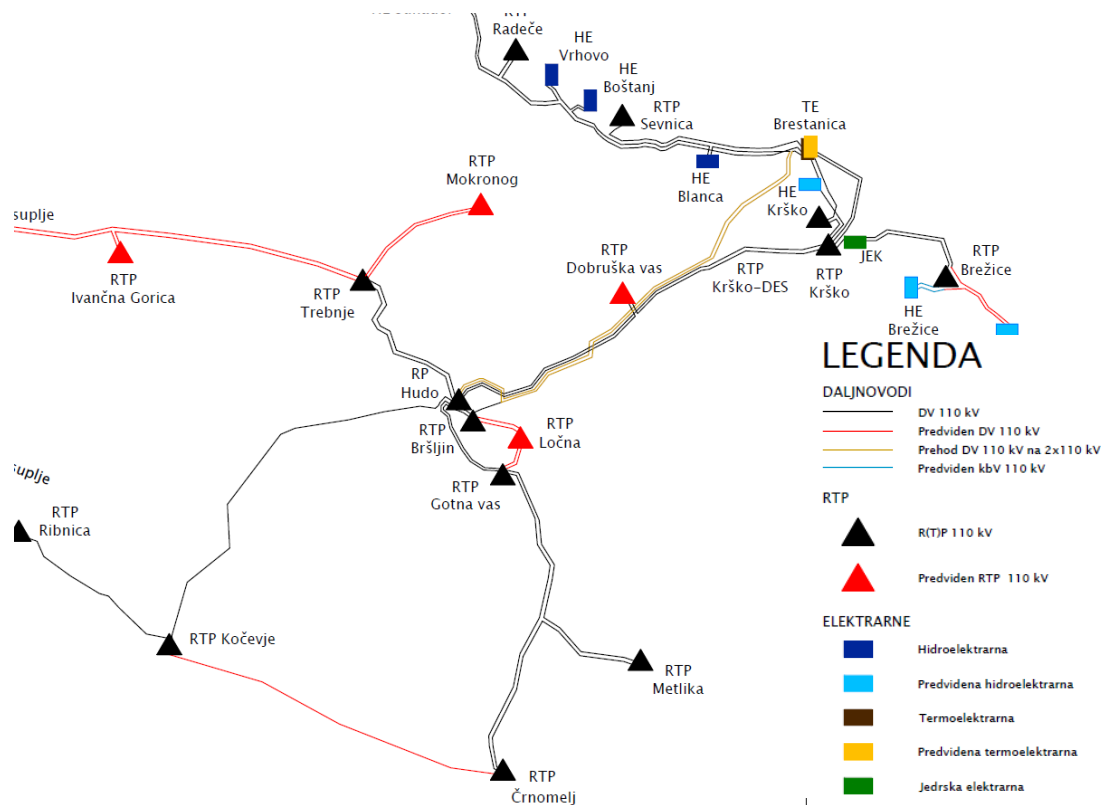 RTP
Radeče
HE
Vrhovo
HE
Boštanj
RTP
Sevnica
TE
Brestanica
RTP
Mokronog
HE
Blanca
HE
Krško
suplje
RTP
Ivančna Gorica
RTP
Trebnje
RTP
Dobruška vas
RTP
Krško-DES
RTP
Krško
JEK
RTP
Brežice
HE
Brežice
RP
Hudo
RTP
Bršljin
RTP
Ločna
RTP
Gotna vas
suplje
RTP
Ribnica
RTP Kočevje
RTP
Metlika
RTP
Črnomelj
LEGENDA
DALJNOVODI
DV 110 kV
Predviden DV 110 kV
Prehod DV 110 kV na 2x110 kV
Predviden kbV 110 kV
RTP
R(T)P 110 kV
Predviden RTP 110 kV
ELEKTRARNE
Hidroelektrarna
Predvidena hidroelektrarna
Termoelektrarna
Predvidena termoelektrarna
Jedrska elektrarna